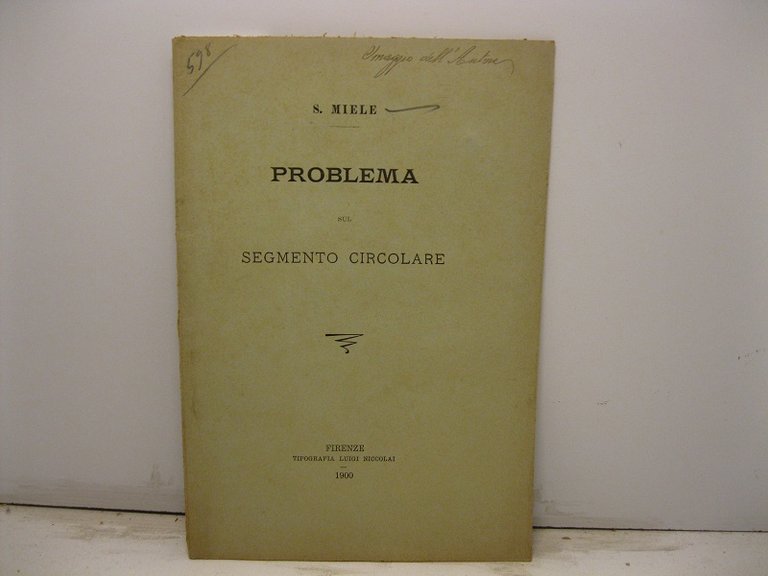 598
Omaggio dell'Autore
S. MIELE
PROBLEMA
SUL
SEGMENTO CIRCOLARE
FIRENZE
TIPOGRAFIA LUIGI NICCOLAI
1900